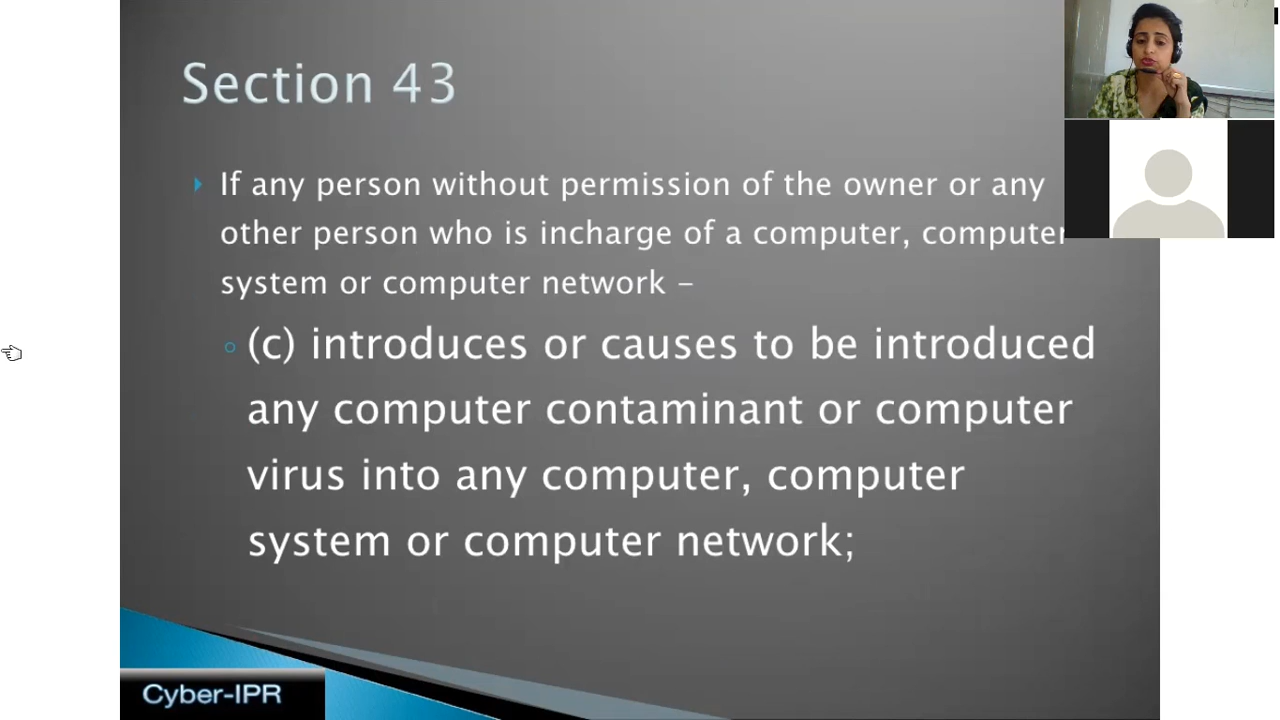 Section 43
If any person without permission of the owner or any
other person who is incharge of a computer, computer
system or computer network –
(c) introduces or causes to be introduced
any computer contaminant or computer
virus into any computer, computer
system or computer network;
Cyber-IPR